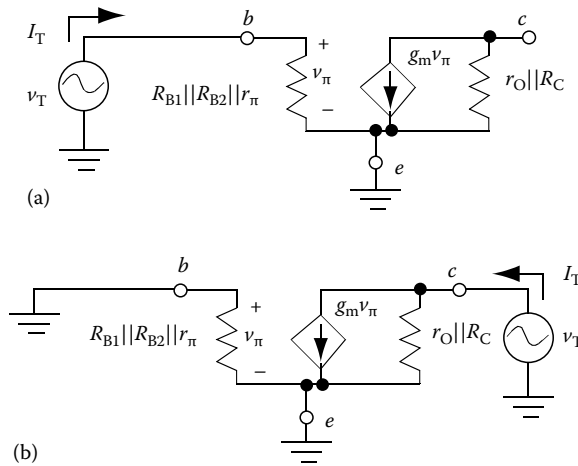 I_T
b
c
+
g_m v_π
v_T
R_B1||R_B2||r_π
v_π
r_O||R_C
−
e
(a)
b
c
I_T
+
g_m v_π
R_B1||R_B2||r_π
v_π
r_O||R_C
v_T
−
e
(b)